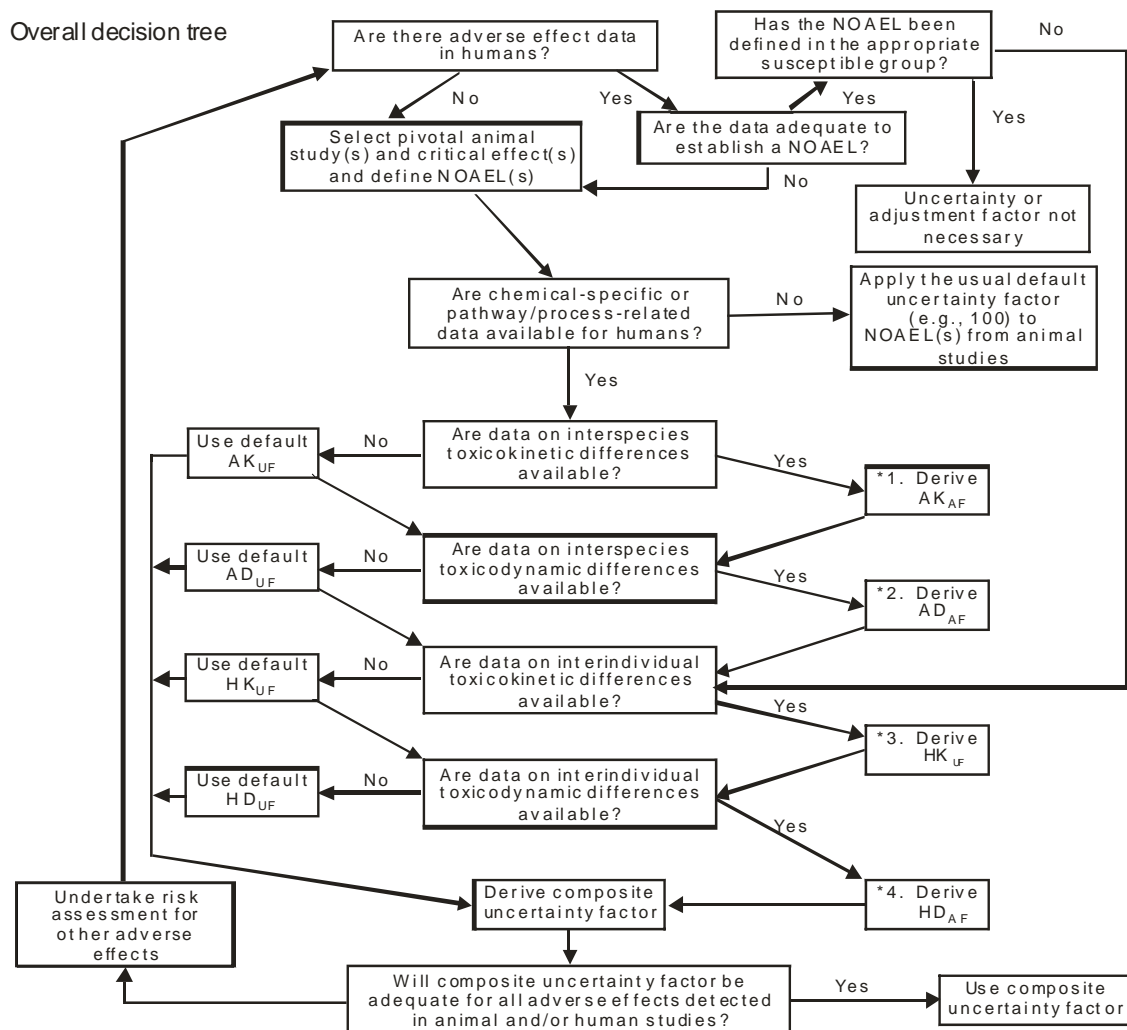 Overall decision tree
Are there adverse effect data
in humans?
Has the NOAEL been
defined in the appropriate
susceptible group?
No
No
Yes
Yes
Yes
Select pivotal animal
study(s) and critical effect(s)
and define NOAEL(s)
Are the data adequate to
establish a NOAEL?
No
Uncertainty or
adjustment factor not
necessary
Are chemical-specific or
pathway/process-related
data available for humans?
No
Apply the usual default
uncertainty factor
(e.g., 100) to
NOAEL(s) from animal
studies
Yes
Use default
AKUF
No
Are data on interspecies
toxicokinetic differences
available?
Yes
*1. Derive
AKAF
Use default
ADUF
No
Are data on interspecies
toxicodynamic differences
available?
Yes
*2. Derive
ADAF
Use default
HKUF
No
Are data on interindividual
toxicokinetic differences
available?
Yes
*3. Derive
HKUF
Use default
HDUF
No
Are data on interindividual
toxicodynamic differences
available?
Yes
*4. Derive
HDAF
Undertake risk
assessment for
other adverse
effects
Derive composite
uncertainty factor
Will composite uncertainty factor be
adequate for all adverse effects detected
in animal and/or human studies?
Yes
Use composite
uncertainty factor